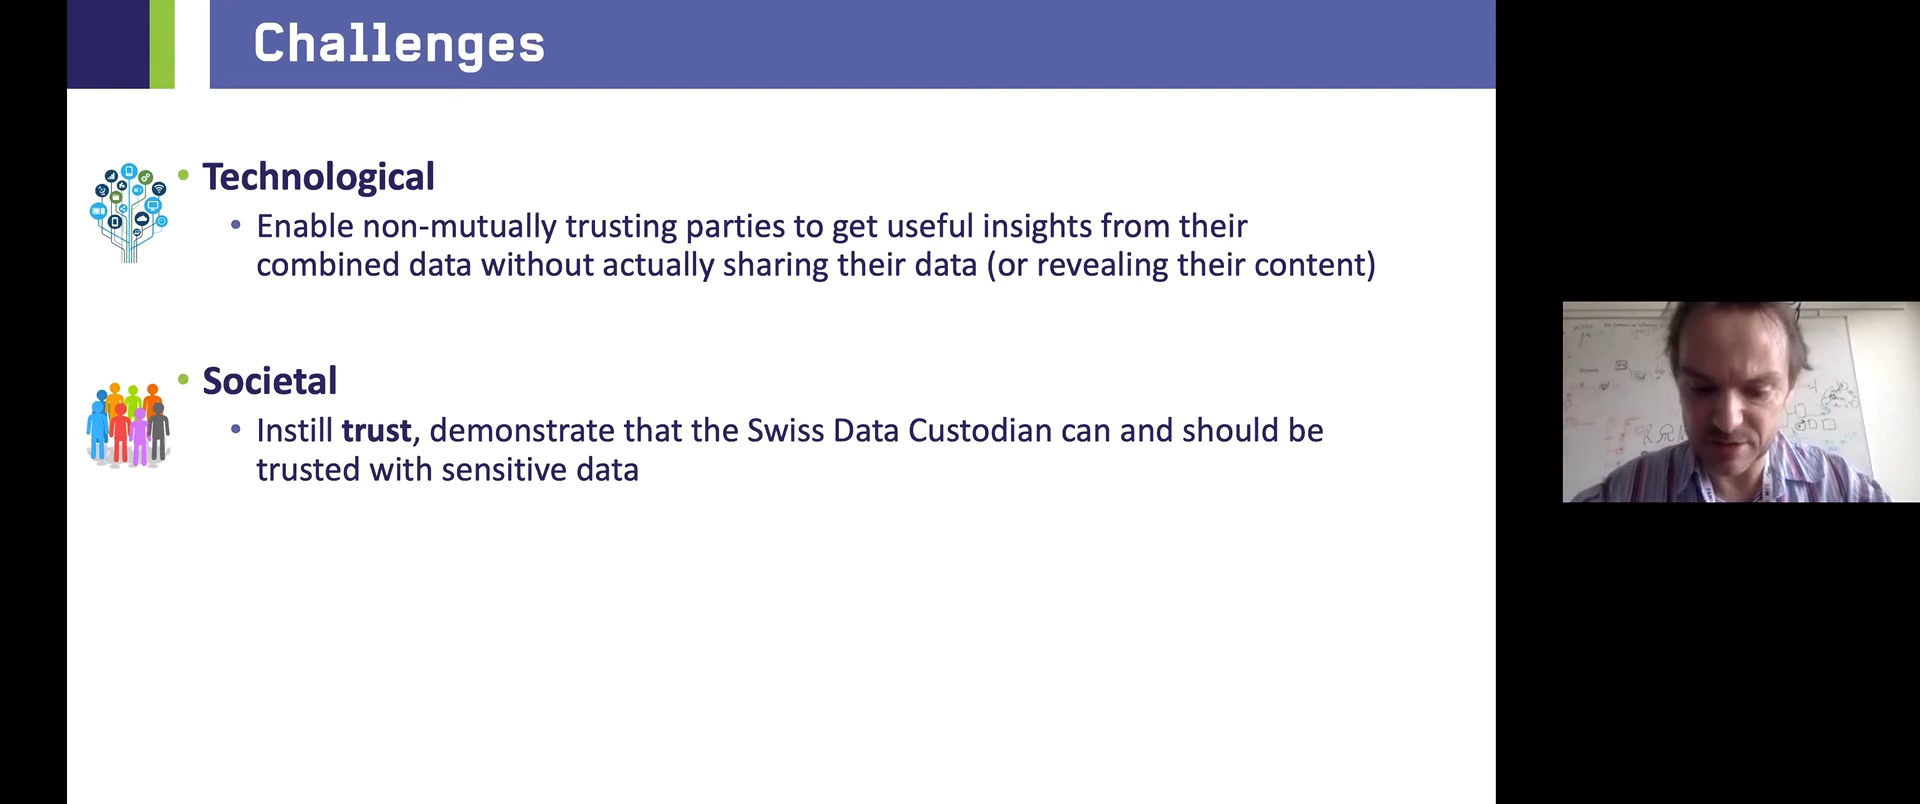 Challenges
• Technological
• Enable non-mutually trusting parties to get useful insights from their
combined data without actually sharing their data (or revealing their content)
• Societal
• Instill trust, demonstrate that the Swiss Data Custodian can and should be
trusted with sensitive data